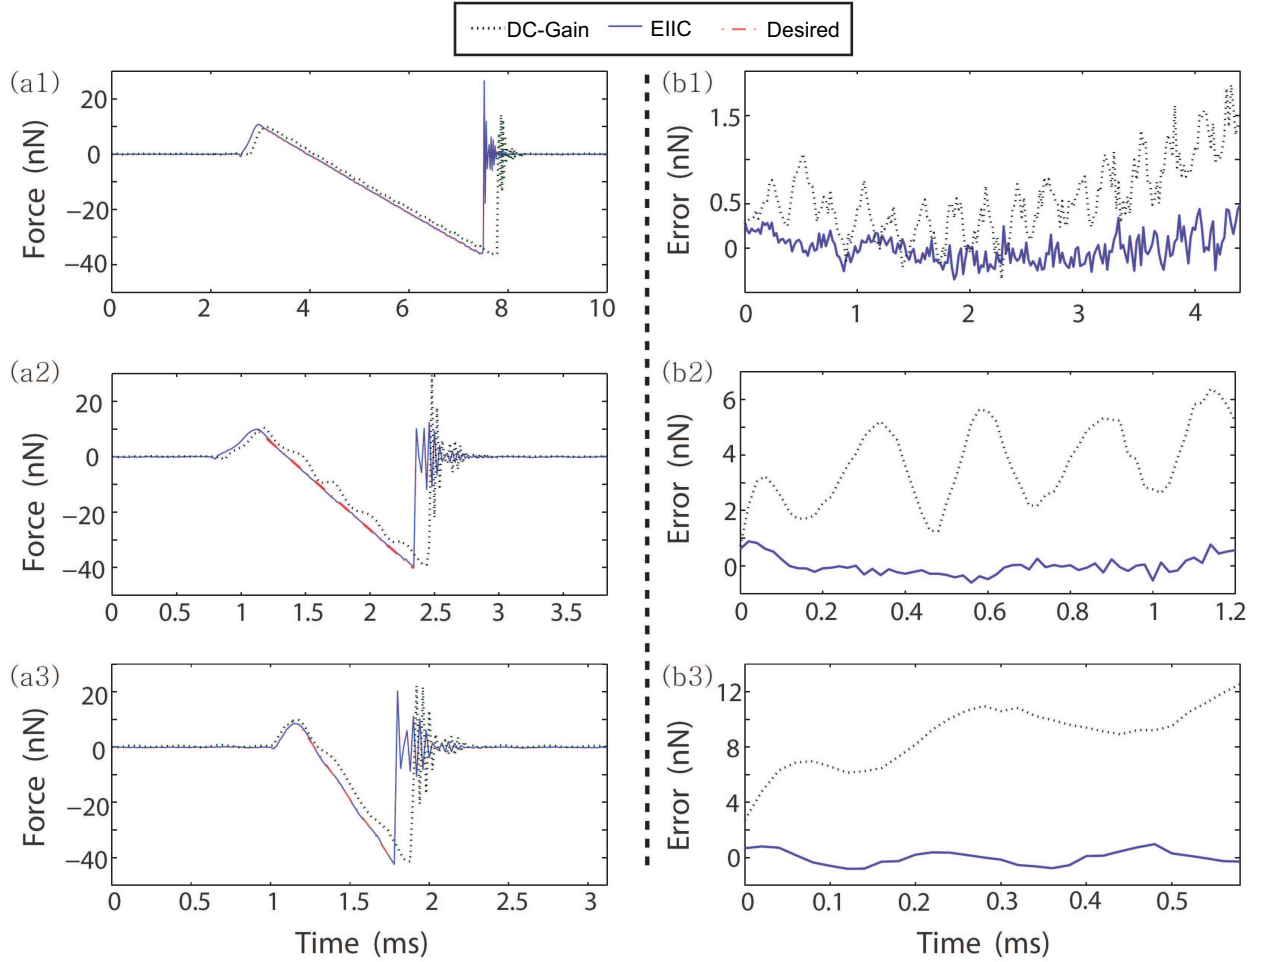 DC-Gain EIIC Desired
(a1)
Force (nN)
20
0
−20
−40
0 2 4 6 8 10
(b1)
Error (nN)
1.5
0.5
0
0 1 2 3 4
(a2)
Force (nN)
20
0
−20
−40
0 0.5 1 1.5 2 2.5 3 3.5
(b2)
Error (nN)
6
4
2
0
0 0.2 0.4 0.6 0.8 1 1.2
(a3)
Force (nN)
20
0
−20
−40
0 1 1.5 2 2.5 3
Time (ms)
(b3)
Error (nN)
12
8
4
0
0 0.1 0.2 0.3 0.4 0.5
Time (ms)